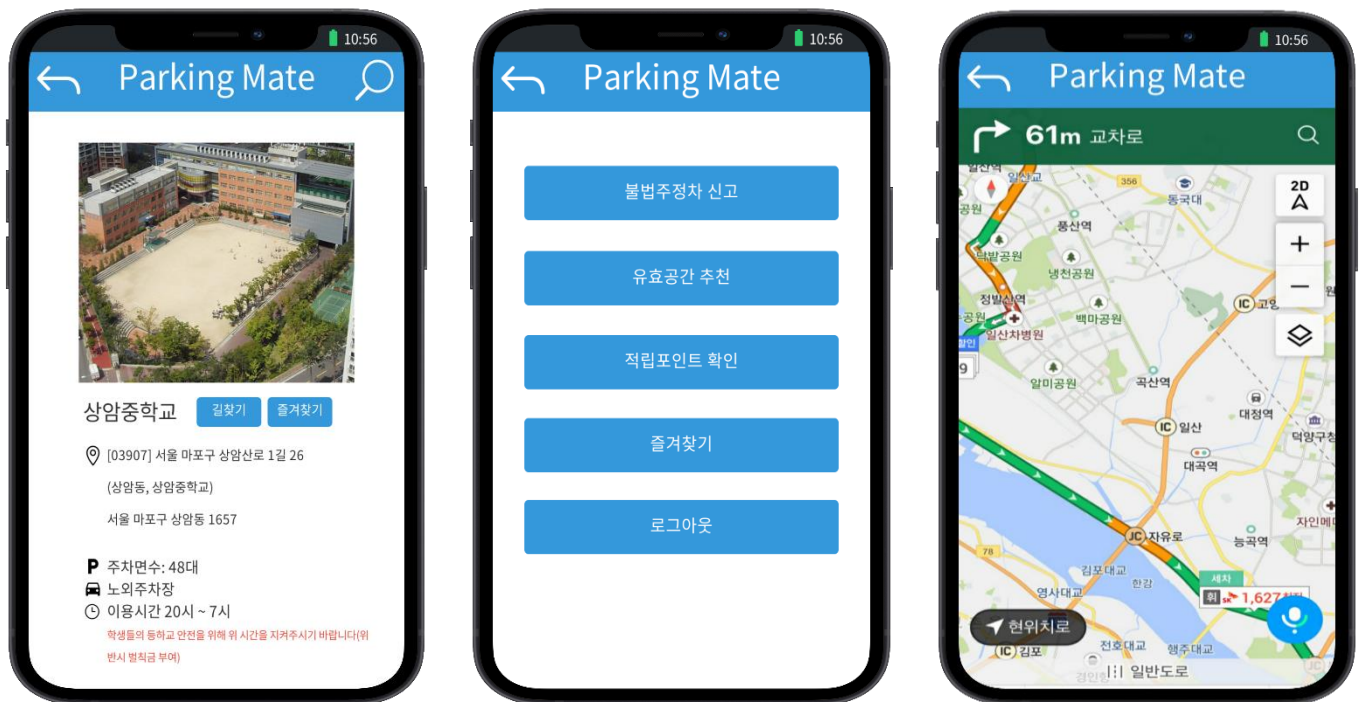 10:56
Parking Mate
상암중학교
길찾기
즐겨찾기
[03907] 서울 마포구 상암산로 1길 26
(상암동, 상암중학교)
서울 마포구 상암동 1657
P 주차면수: 48대
노외주차장
이용시간 20시 ~ 7시
학생들의 등하교 안전을 위해 위 시간을 지켜주시기 바랍니다(위
반시 벌칙금 부여)
10:56
Parking Mate
불법주정차 신고
유효공간 추천
적립포인트 확인
즐겨찾기
로그아웃
10:56
Parking Mate
61m 교차로
일산역
일산교
356
동국대
2D
공원
풍산역
냉천공원
정발산역
IC 고양
백마공원
일산차병원
할인
9
알미공원
곡산역
대정역
IC 일산
덕양구청
대곡역
자인메디
JC 자유로
능곡역
78
김포대교
한강
세차
영사대교
휘 SK 1,627
현위치로
IC 김포
전호대교
행주대교
일반도로